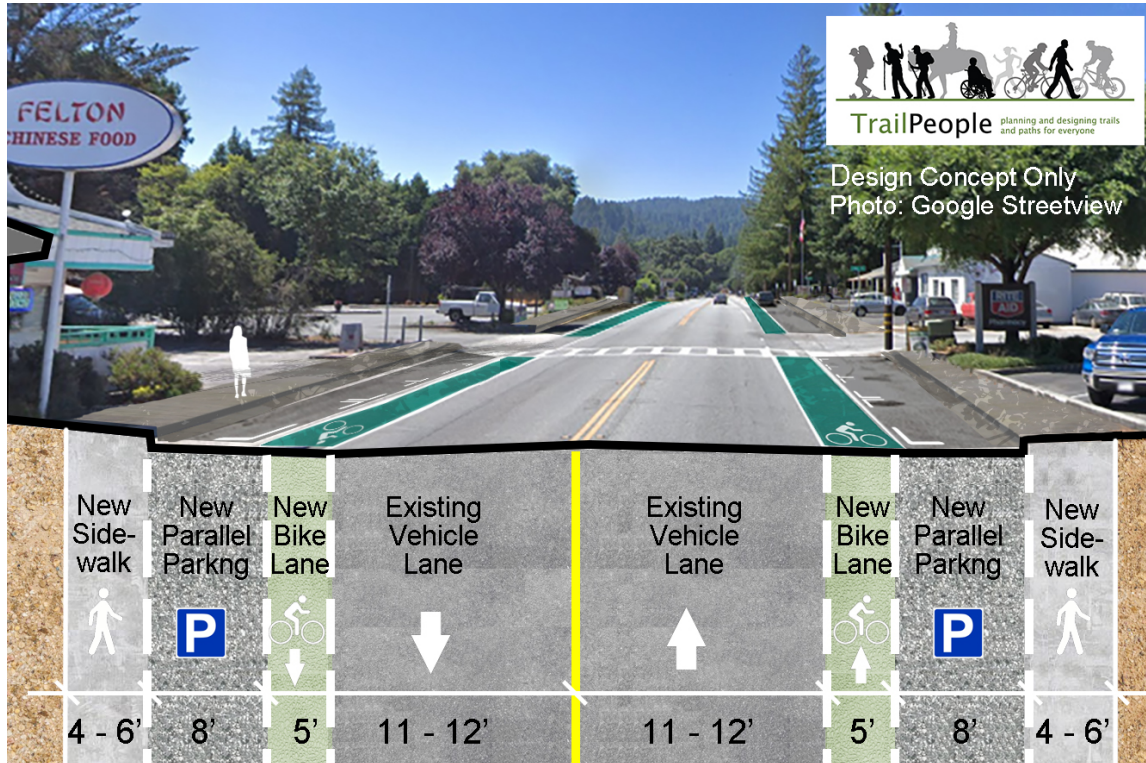 FELTON
CHINESE FOOD
TrailPeople
planning and designing trails
and paths for everyone
Design Concept Only
Photo: Google Streetview
RITE
AID
New
Side-
walk
New
Parallel
Parkng
New
Bike
Lane
Existing
Vehicle
Lane
Existing
Vehicle
Lane
New
Bike
Lane
New
Parallel
Parkng
New
Side-
walk
P
P
4 - 6'
8'
5'
11 - 12'
11 - 12'
5'
8'
4 - 6'